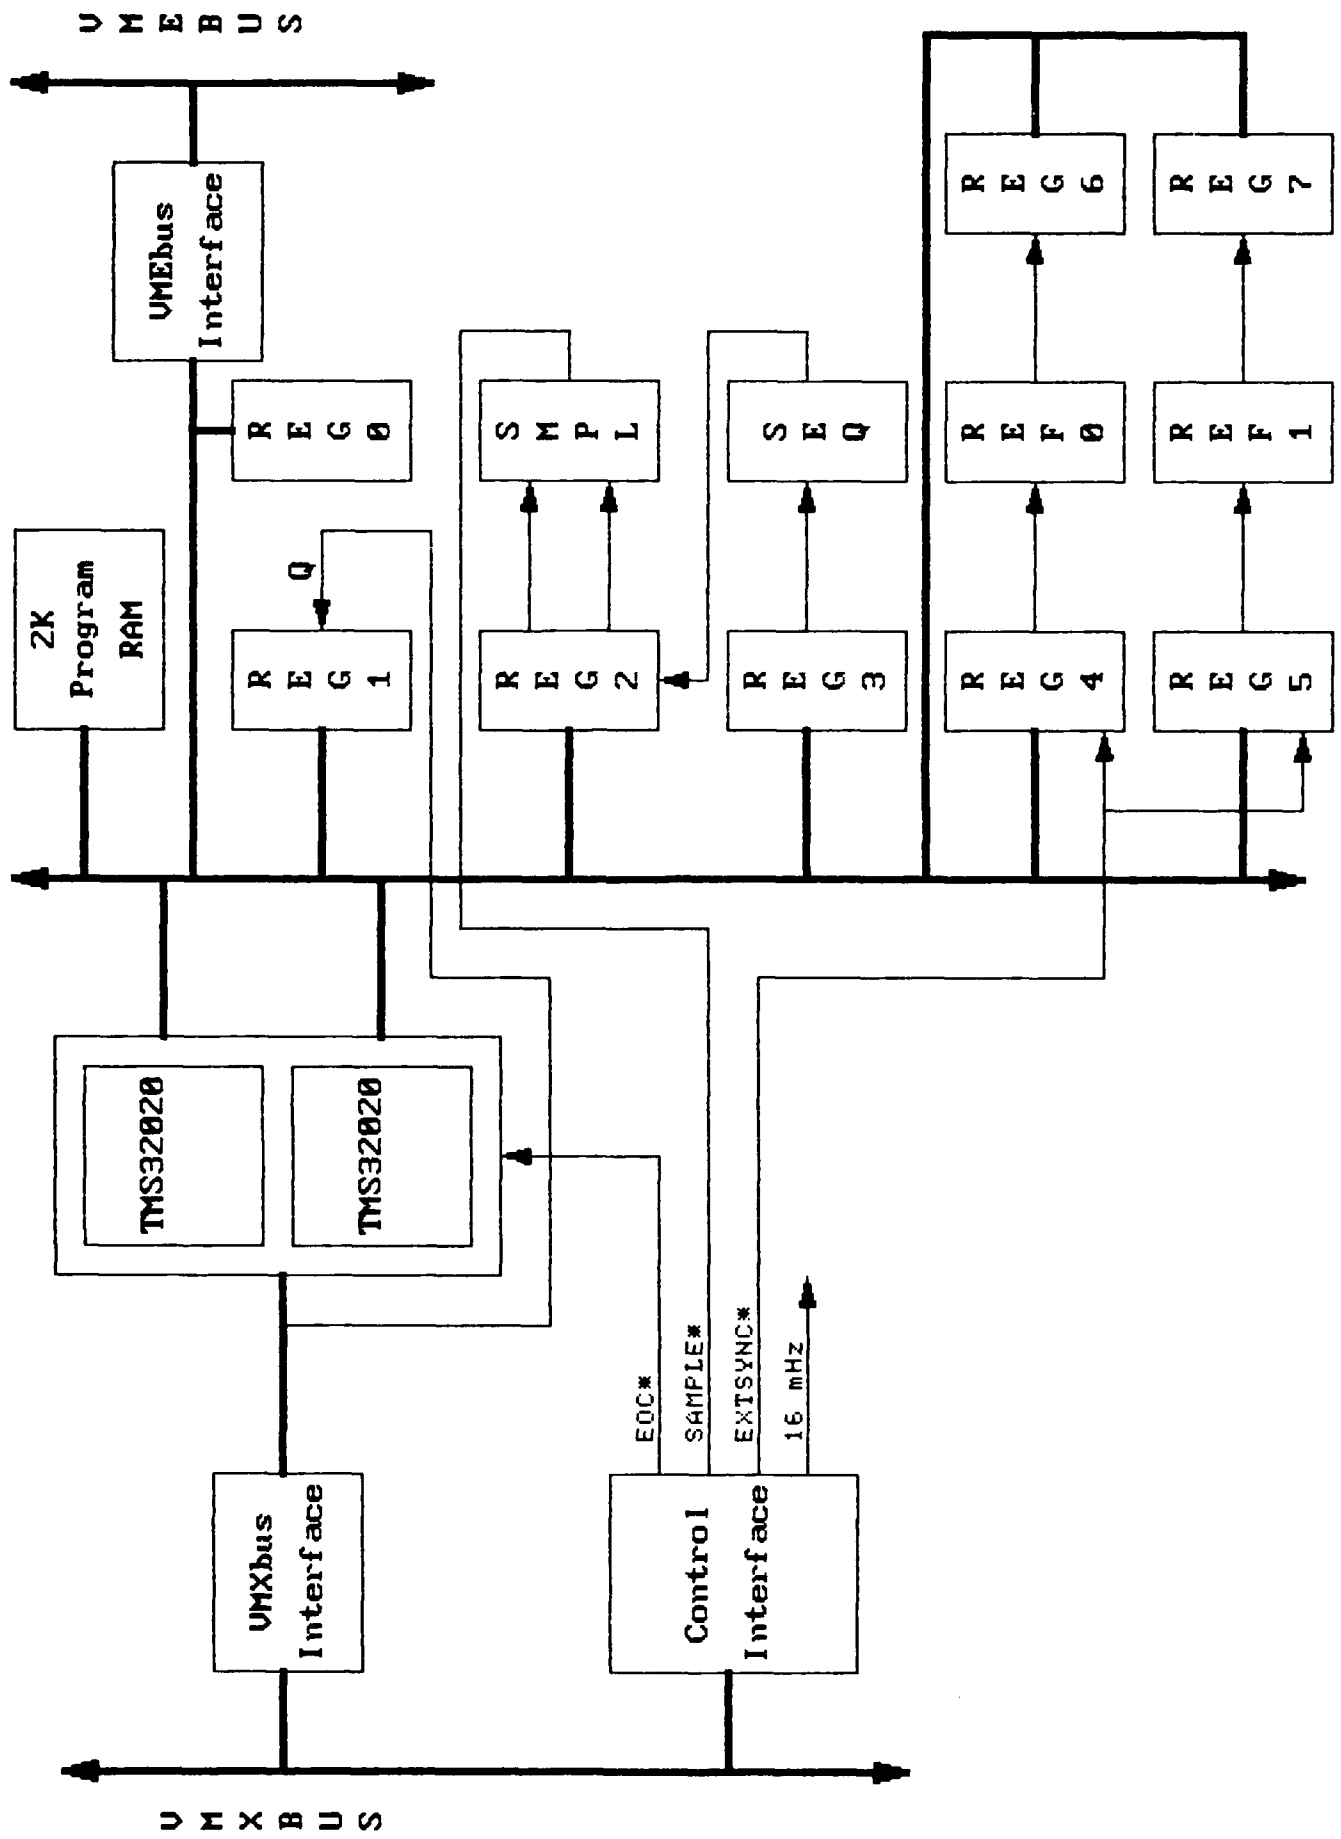 VMEBUS
VMEbus
Interface
2K
Program
RAM
REG0
REG1
Q
SMPL
REG2
SEQ
REG3
REG6
REF0
REG4
REG7
REF1
REG5
TMS32020
TMS32020
EOC*
SAMPLE*
EXTSYNC*
16 mHz
VMXbus
Interface
Control
Interface
VMXBUS